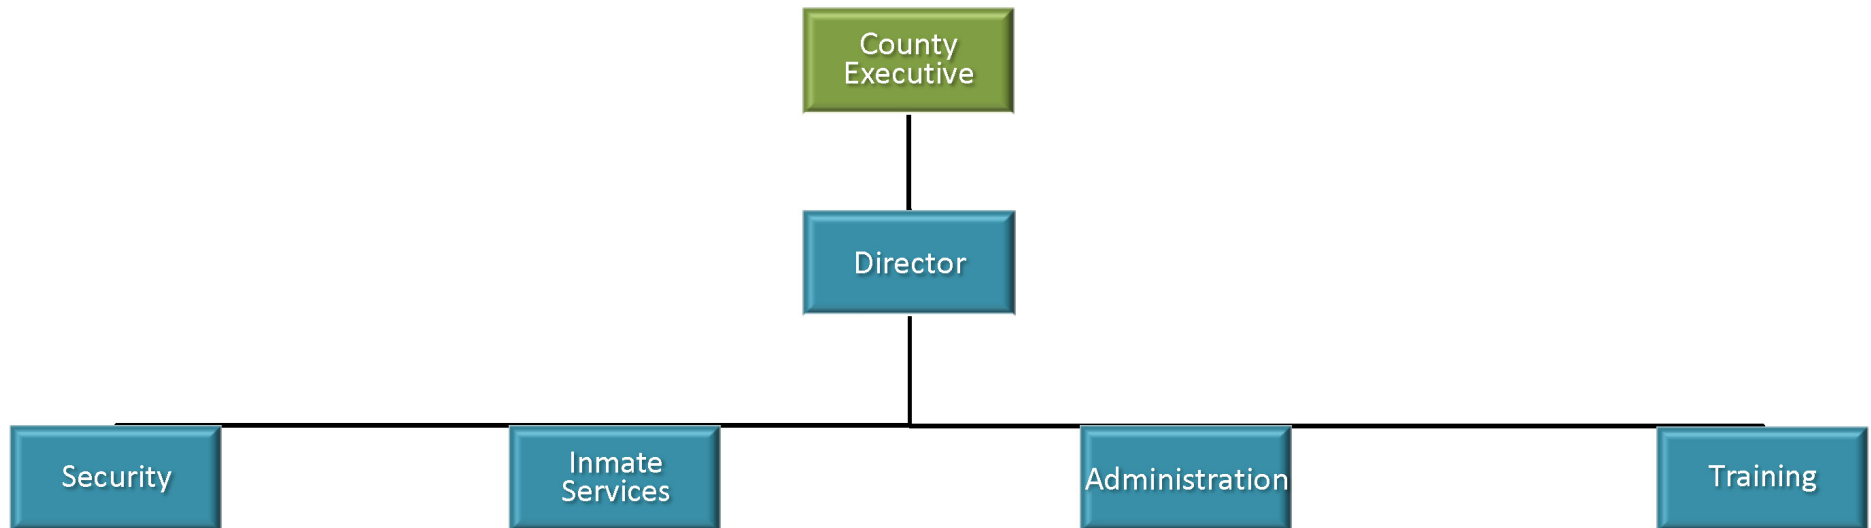 County
Executive
Director
Security
Inmate
Services
Administration
Training